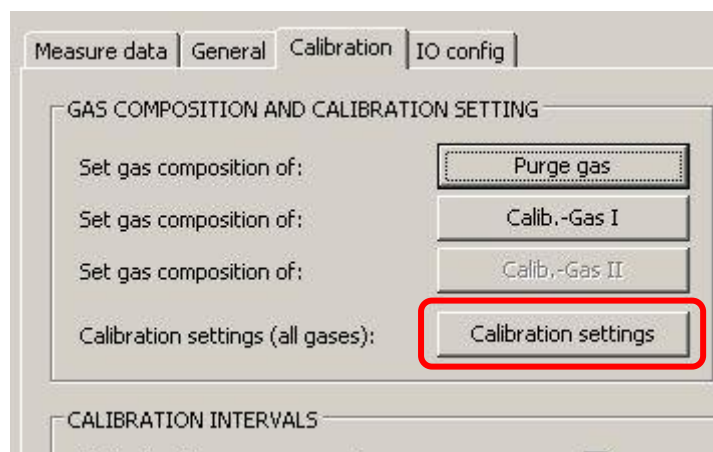 Measure data General Calibration IO config
GAS COMPOSITION AND CALIBRATION SETTING
Set gas composition of: Purge gas
Set gas composition of: Calib.-Gas I
Set gas composition of: Calib.-Gas II
Calibration settings (all gases): Calibration settings
CALIBRATION INTERVALS